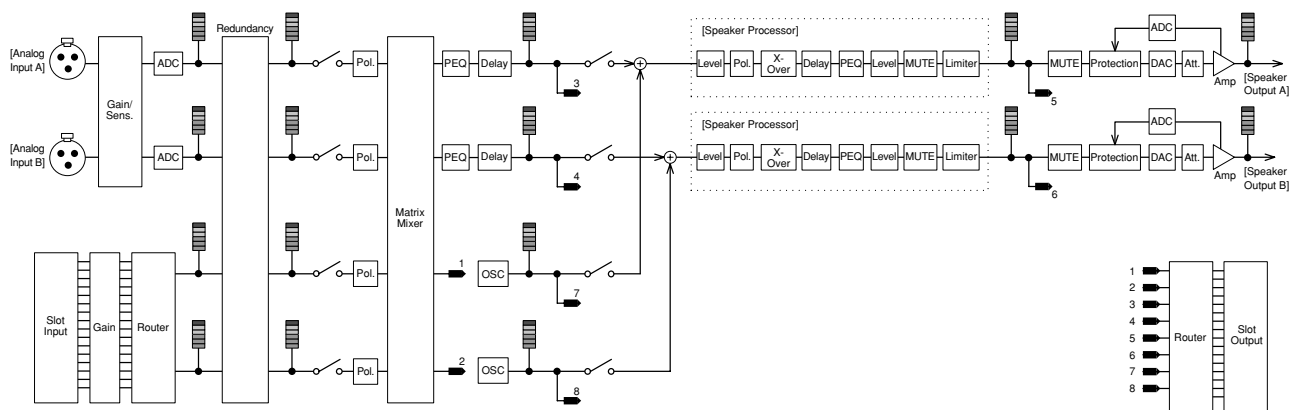 Redundancy
[Analog
Input A]
Gain/
Sens.
ADC
Pol.
Matrix
Mixer
PEQ
Delay
3
[Speaker Processor]
Level
Pol.
X-
Over
Delay
PEQ
Level
MUTE
Limiter
5
MUTE
Protection
ADC
DAC
Att.
Amp
[Speaker
Output A]
[Analog
Input B]
ADC
Pol.
PEQ
Delay
4
[Speaker Processor]
Level
Pol.
X-
Over
Delay
PEQ
Level
MUTE
Limiter
6
MUTE
Protection
ADC
DAC
Att.
Amp
[Speaker
Output B]
Slot
Input
Gain
Router
Pol.
1
OSC
7
Pol.
2
OSC
8
1
2
3
4
5
6
7
8
Router
Slot
Output